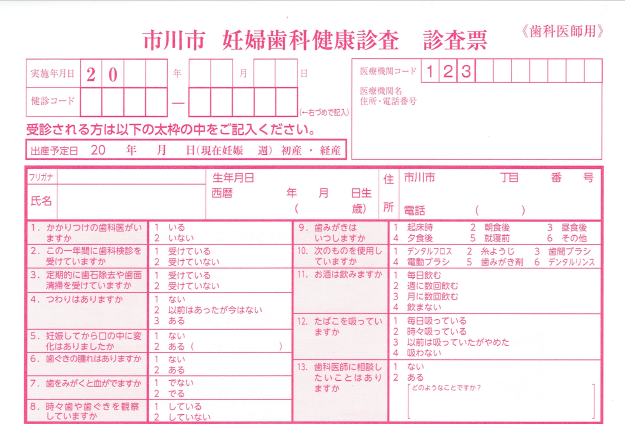 市川市 妊婦歯科健康診査 診査票
《歯科医師用》
実施年月日 20 年 月 日
健診コード ー
(←右づめで記入)
医療機関コード 123
医療機関名
住所・電話番号
受診される方は以下の太枠の中をご記入ください。
出産予定日 20 年 月 日(現在妊娠 週) 初産・経産
フリガナ
氏名
生年月日
西暦 年 月 日生
( 歳)
住所
市川市 丁目 番 号
電話 ( )
1．かかりつけの歯科医がいますか
1 いる
2 いない
2．この一年間に歯科検診を受けていますか
1 受けている
2 受けていない
3．定期的に歯石除去や歯面清掃を受けていますか
1 受けている
2 受けていない
4．つわりはありますか
1 ない
2 以前はあったが今はない
3 ある
5．妊娠してから口の中に変化はありましたか
1 ない
2 ある ( )
6．歯ぐきの腫れはありますか
1 ない
2 ある
7．歯をみがくと血がでますか
1 でない
2 でる
8．時々歯や歯ぐきを観察していますか
1 している
2 していない
9．歯みがきはいつしますか
1 起床時 2 朝食後 3 昼食後
4 夕食後 5 就寝前 6 その他
10．次のものを使用していますか
1 デンタルフロス 2 糸ようじ 3 歯間ブラシ
4 電動ブラシ 5 歯みがき剤 6 デンタルリンス
11．お酒は飲みますか
1 毎日飲む
2 週に数回飲む
3 月に数回飲む
4 飲まない
12．たばこを吸っていますか
1 毎日吸っている
2 時々吸っている
3 以前は吸っていたがやめた
4 吸わない
13．歯科医師に相談したいことはありますか
1 ない
2 ある
どのようなことですか？